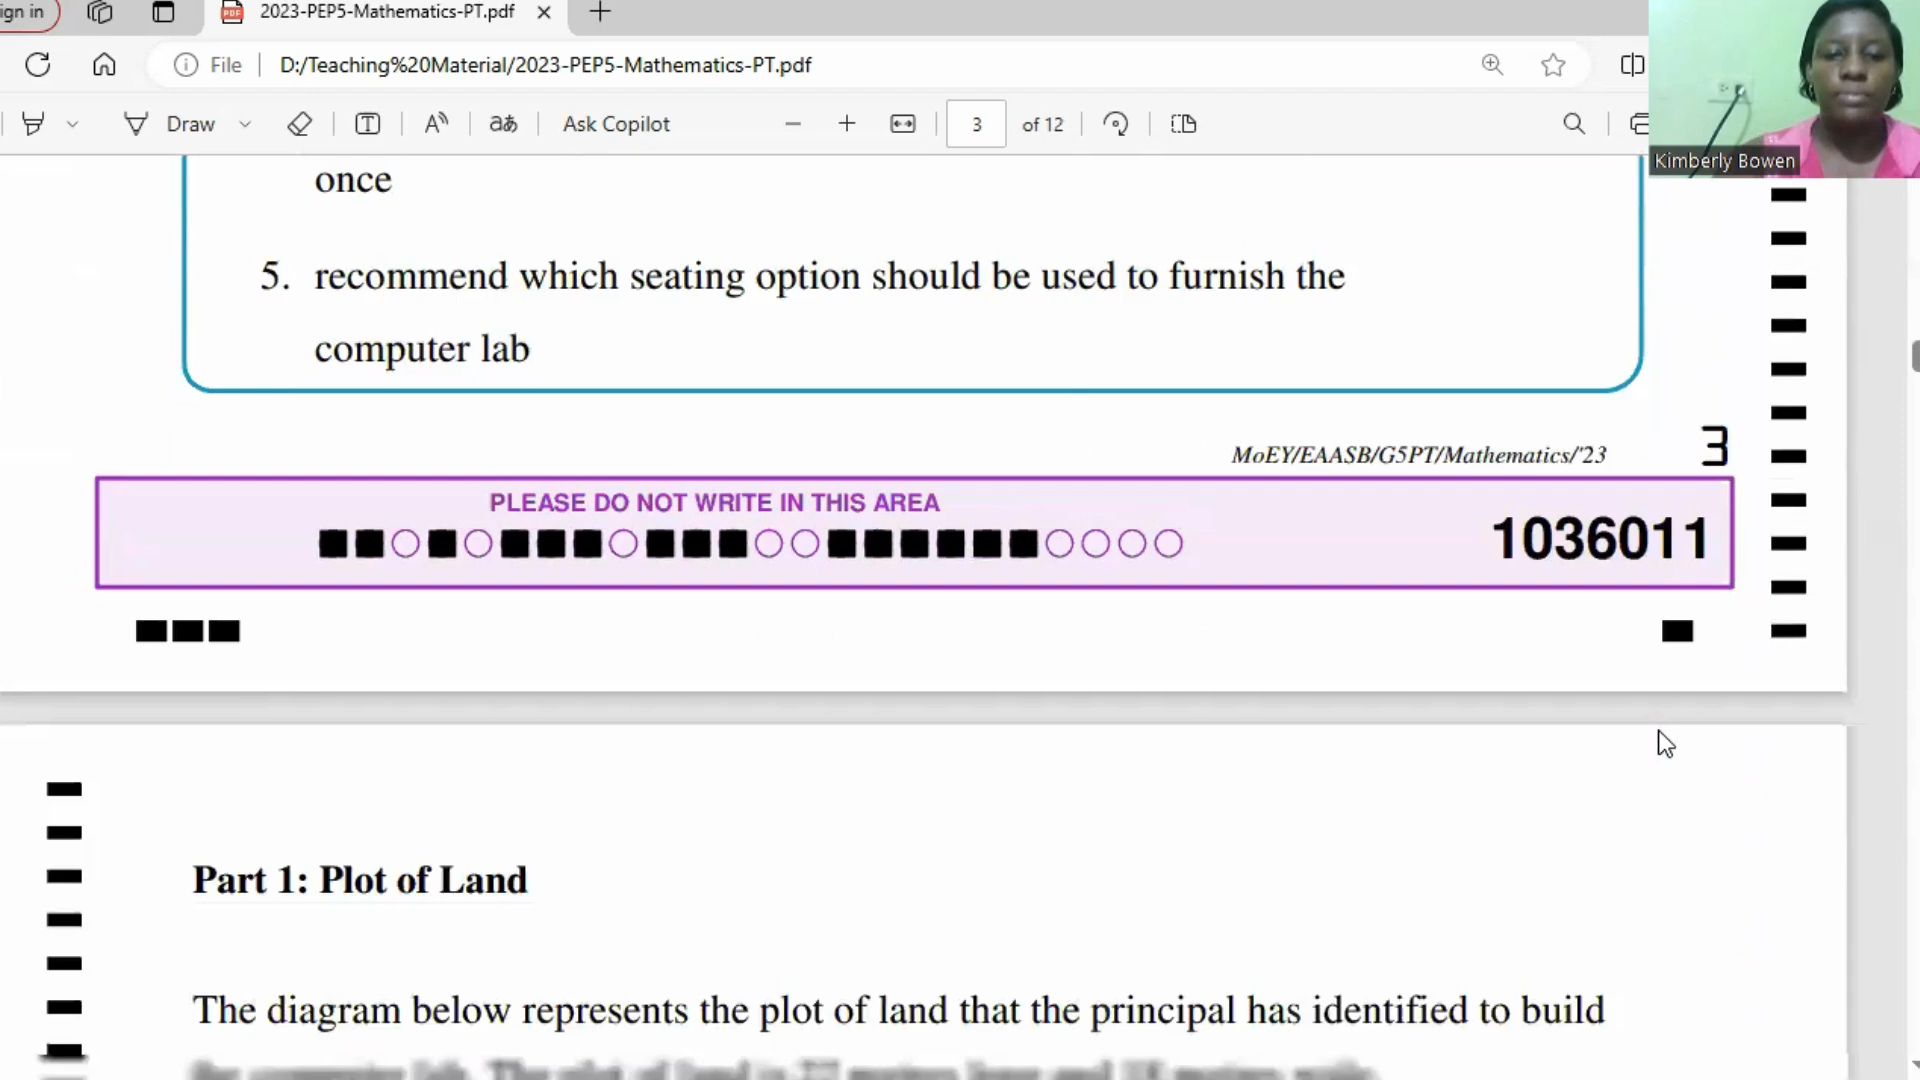 ign in
2023-PEP5-Mathematics-PT.pdf
File
D:/Teaching%20Material/2023-PEP5-Mathematics-PT.pdf
Draw
aあ
Ask Copilot
3
of 12
Kimberly Bowen
once
5. recommend which seating option should be used to furnish the
computer lab
MoEY/EAASB/G5PT/Mathematics/'23
3
PLEASE DO NOT WRITE IN THIS AREA
1036011
Part 1: Plot of Land
The diagram below represents the plot of land that the principal has identified to build